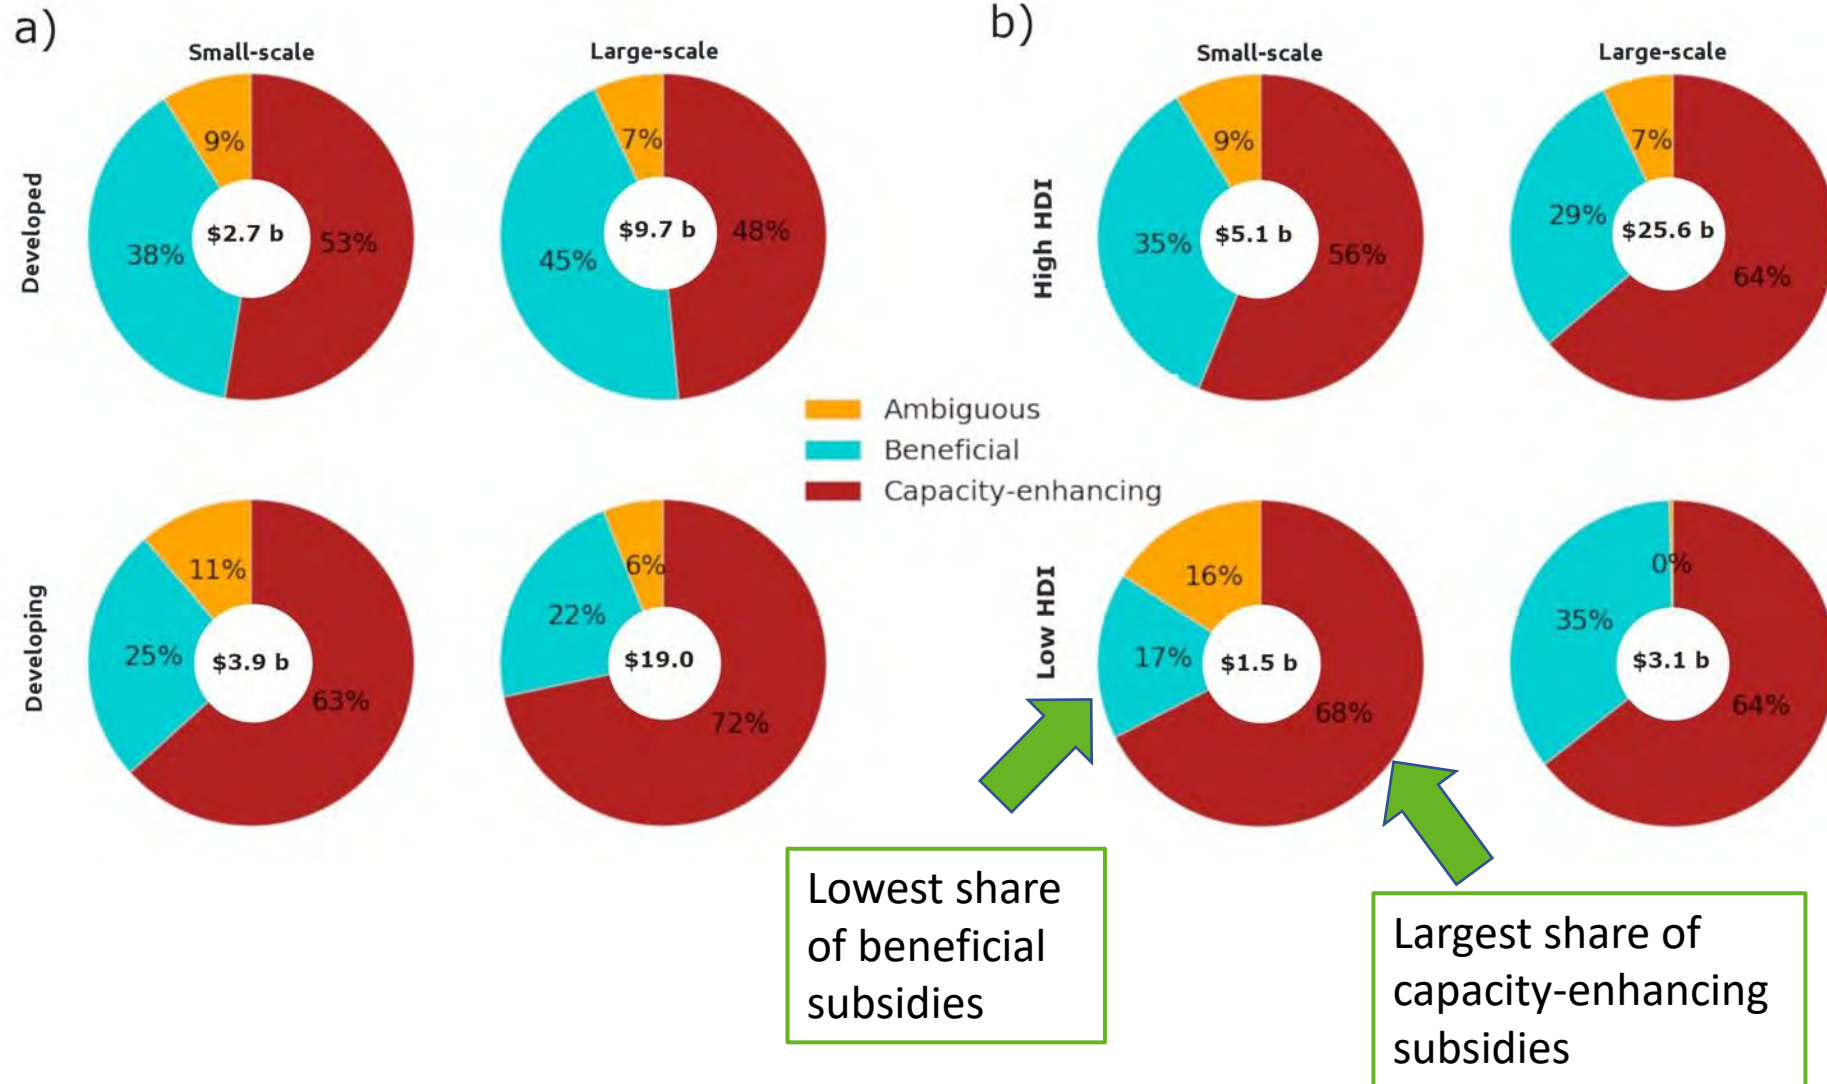 a)
Small-scale
Large-scale
Developed
9%
38%
$2.7 b
53%
7%
45%
$9.7 b
48%
Developing
11%
25%
$3.9 b
63%
6%
22%
$19.0
72%
Ambiguous
Beneficial
Capacity-enhancing
b)
Small-scale
Large-scale
High HDI
9%
35%
$5.1 b
56%
7%
29%
$25.6 b
64%
Low HDI
16%
17%
$1.5 b
68%
0%
35%
$3.1 b
64%
Lowest share
of beneficial
subsidies
Largest share of
capacity-enhancing
subsidies